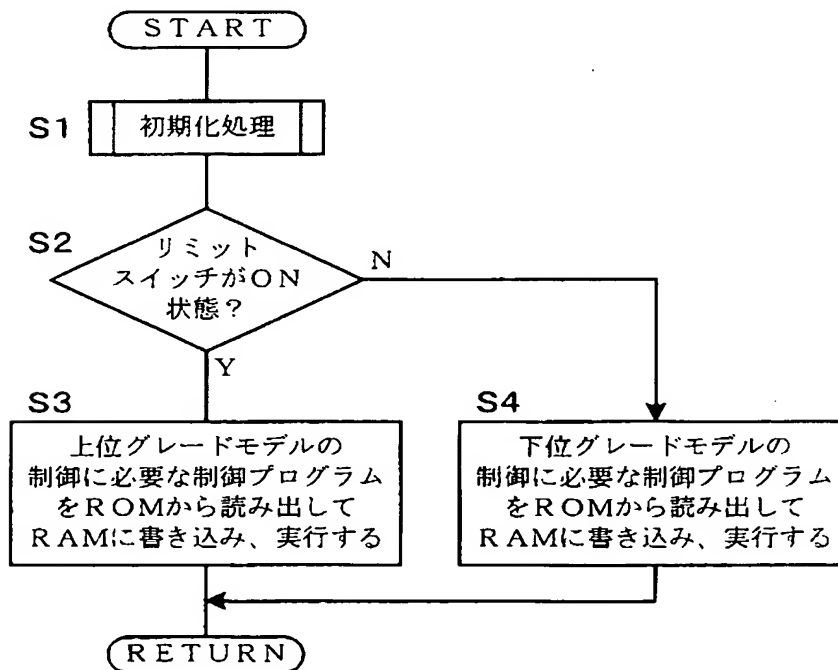 START
S1
初期化処理
S2
リミット
スイッチがON
状態？
N
Y
S3
上位グレードモデルの
制御に必要な制御プログラム
をROMから読み出して
RAMに書き込み、実行する
S4
下位グレードモデルの
制御に必要な制御プログラム
をROMから読み出して
RAMに書き込み、実行する
RETURN